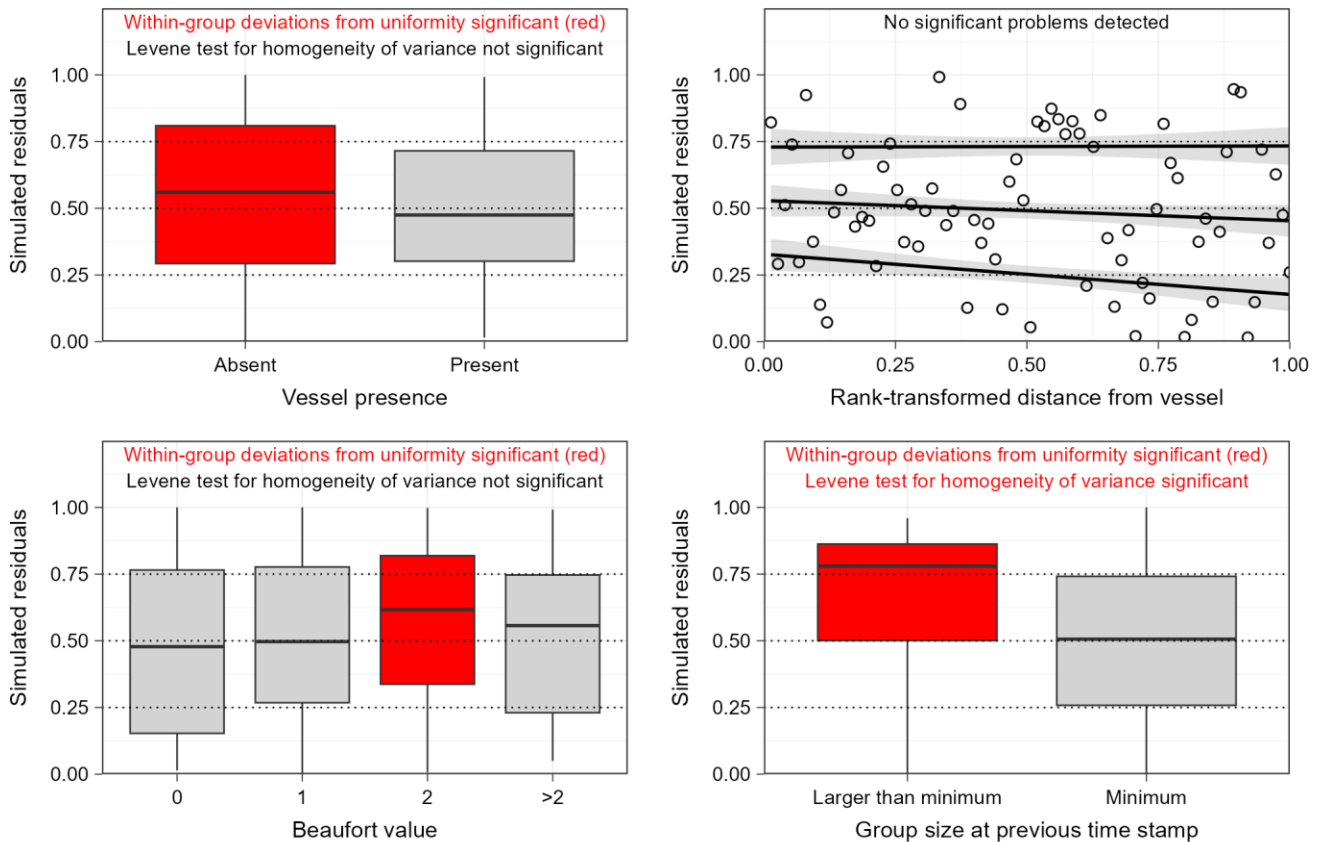 Within-group deviations from uniformity significant (red)
Levene test for homogeneity of variance not significant
1.00
0.75
0.50
0.25
0.00
Simulated residuals
Absent
Present
Vessel presence
No significant problems detected
1.00
0.75
0.50
0.25
0.00
Simulated residuals
0.00
0.25
0.50
0.75
1.00
Rank-transformed distance from vessel
Within-group deviations from uniformity significant (red)
Levene test for homogeneity of variance not significant
1.00
0.75
0.50
0.25
0.00
Simulated residuals
0
1
2
>2
Beaufort value
Within-group deviations from uniformity significant (red)
Levene test for homogeneity of variance significant
1.00
0.75
0.50
0.25
0.00
Simulated residuals
Larger than minimum
Minimum
Group size at previous time stamp